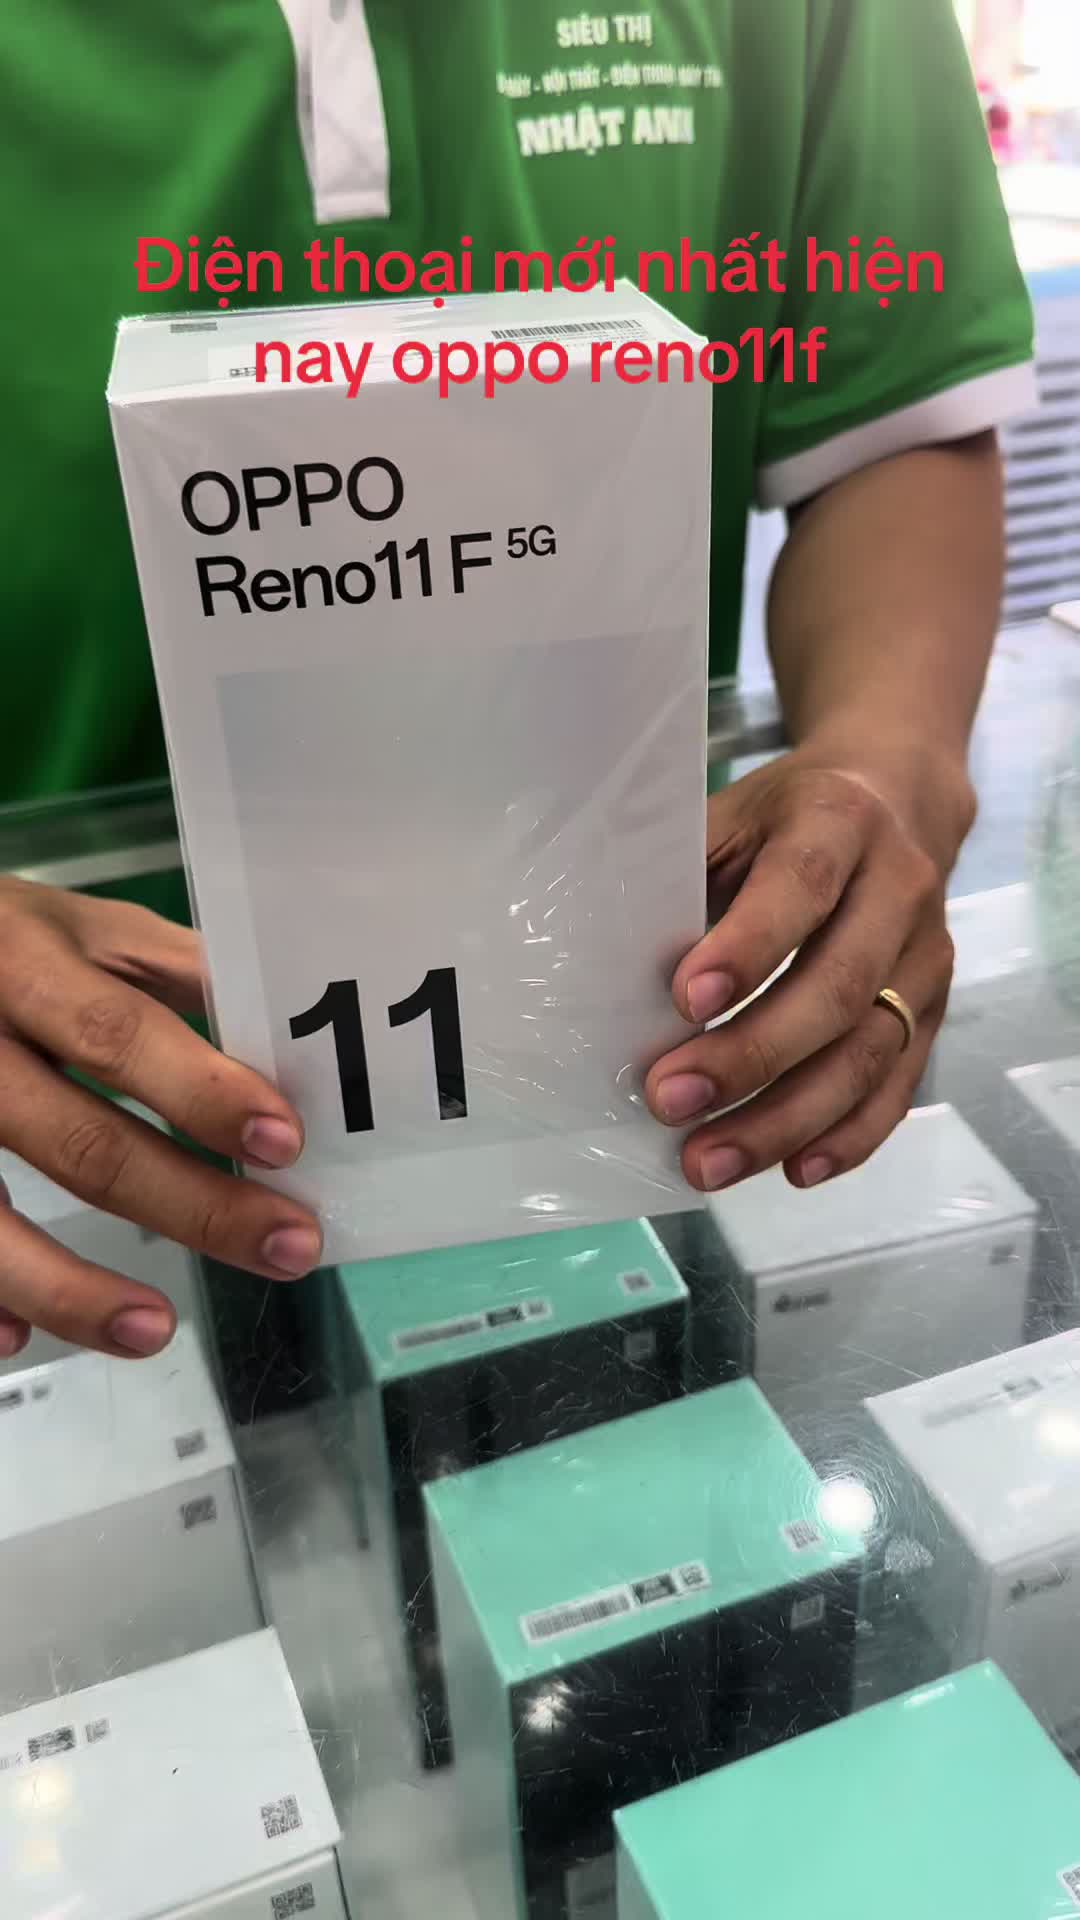 SIÊU THỊ
NHẬT ANH
Điện thoại mới nhất hiện
nay oppo reno11f
OPPO
Reno11 F 5G
11